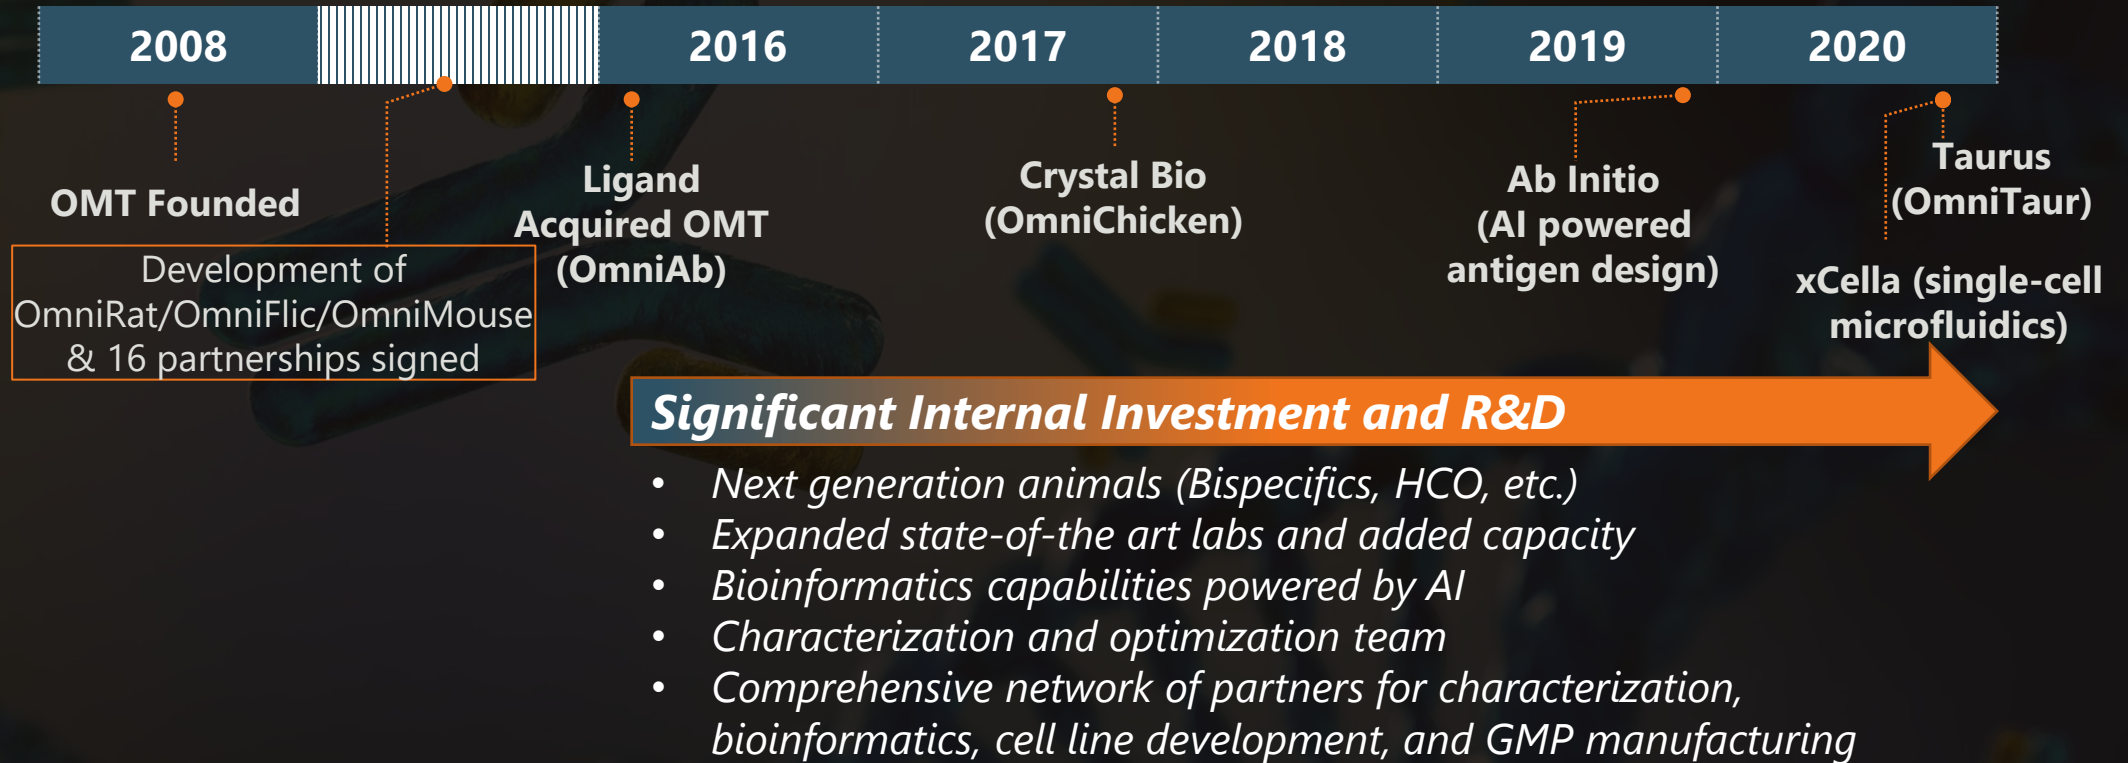 2008
2016
2017
2018
2019
2020
OMT Founded
Development of
OmniRat/OmniFlic/OmniMouse
& 16 partnerships signed
Ligand
Acquired OMT
(OmniAb)
Crystal Bio
(OmniChicken)
Ab Initio
(AI powered
antigen design)
Taurus
(OmniTaur)
xCella (single-cell
microfluidics)
Significant Internal Investment and R&D
• Next generation animals (Bispecifics, HCO, etc.)
• Expanded state-of-the art labs and added capacity
• Bioinformatics capabilities powered by AI
• Characterization and optimization team
• Comprehensive network of partners for characterization,
bioinformatics, cell line development, and GMP manufacturing